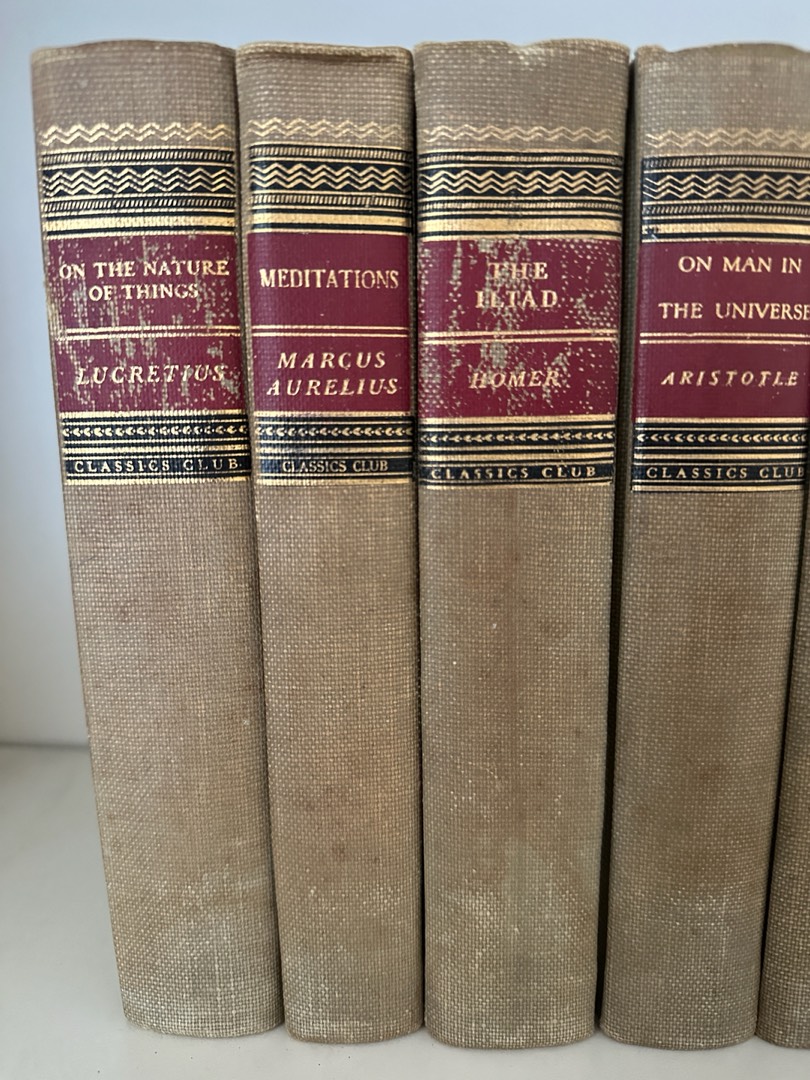 ON THE NATURE
OF THINGS
LUCRETIUS
CLASSICS CLUB
MEDITATIONS
MARCUS
AURELIUS
CLASSICS CLUB
THE
ILIAD
HOMER
CLASSICS CLUB
ON MAN IN
THE UNIVERSE
ARISTOTLE
CLASSICS CLUB